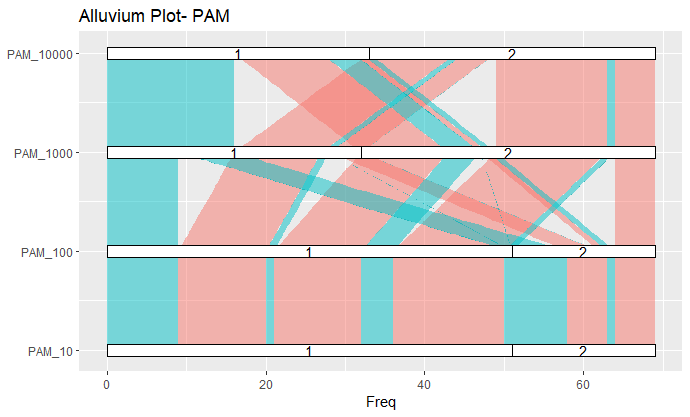 Alluvium Plot- PAM
PAM_10000
1 2
PAM_1000
1 2
PAM_100
1 2
PAM_10
1 2
0 20 40 60
Freq